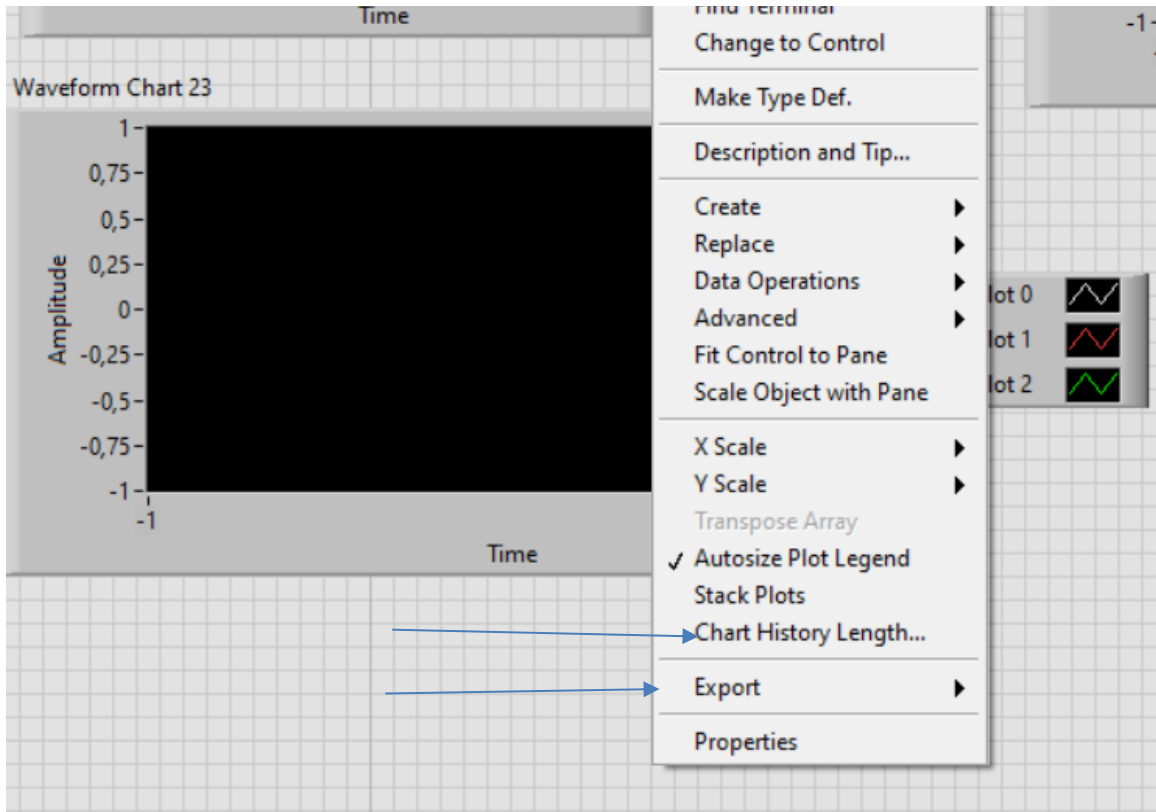 Time
Find Terminal
Change to Control
-1
Make Type Def.
Waveform Chart 23
Description and Tip...
1
0,75
0,5
0,25
0
-0,25
-0,5
-0,75
-1
Amplitude
-1
Time
Create
Replace
Data Operations
Advanced
Fit Control to Pane
Scale Object with Pane
X Scale
Y Scale
Transpose Array
Autosize Plot Legend
Stack Plots
Chart History Length...
Export
Properties
lot 0
lot 1
lot 2